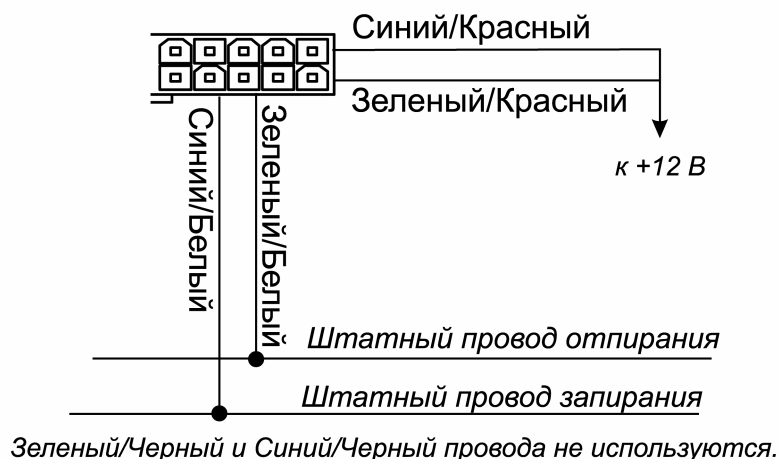 Синий/Красный
Зеленый/Красный
к +12 В
Синий/Белый
Зеленый/Белый
Штатный провод отпирания
Штатный провод запирания
Зеленый/Черный и Синий/Черный провода не используются.